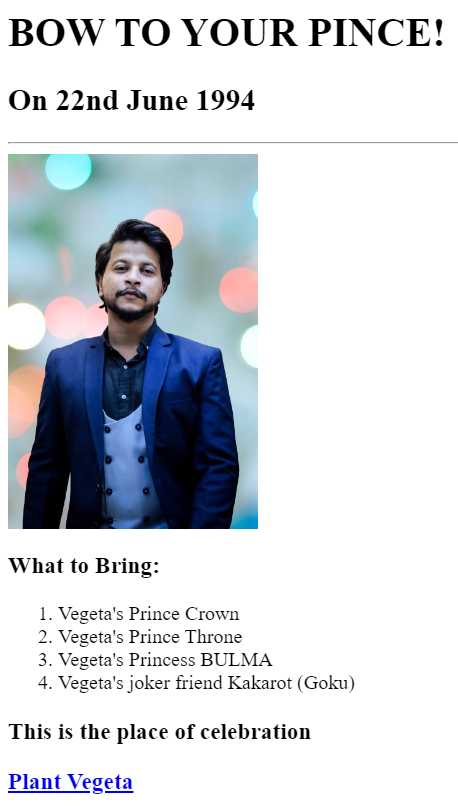 BOW TO YOUR PINCE!
On 22nd June 1994
What to Bring:
1. Vegeta's Prince Crown
2. Vegeta's Prince Throne
3. Vegeta's Princess BULMA
4. Vegeta's joker friend Kakarot (Goku)
This is the place of celebration
Plant Vegeta